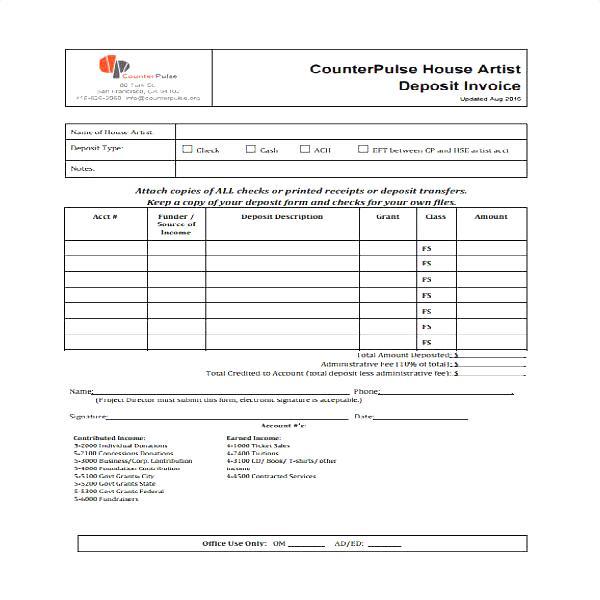 CounterPulse
80 Turk St.
San Francisco, CA 94102
415-626-2060 info@counterpulse.org
CounterPulse House Artist
Deposit Invoice
Updated Aug 2016
Name of House Artist:
Deposit Type: Check Cash ACH EFT between CP and HSE artist acct
Notes:
Attach copies of ALL checks or printed receipts or deposit transfers.
Keep a copy of your deposit form and checks for your own files.
Acct # Funder / Source of Income Deposit Description Grant Class Amount
FS
FS
FS
FS
FS
FS
FS
Total Amount Deposited: $
Administrative Fee (10% of total): $
Total Credited to Account (total deposit less administrative fee): $
Name: Phone:
(Project Director must submit this form, electronic signature is acceptable.)
Signature: Date:
Account #'s:
Contributed Income: Earned Income:
5-2000 Individual Donations 4-1000 Ticket Sales
5-2100 Concessions Donations 4-2400 Tuitions
5-3000 Business/Corp. Contribution 4-3100 CD/ Book/ T-shirts/ other
5-4000 Foundation Contribution income
5-5100 Govt Grants- City 4-4500 Contracted Services
5-5200 Govt Grants State
5-5300 Govt Grants Federal
5-6000 Fundraisers
Office Use Only: OM ________ AD/ED: ________